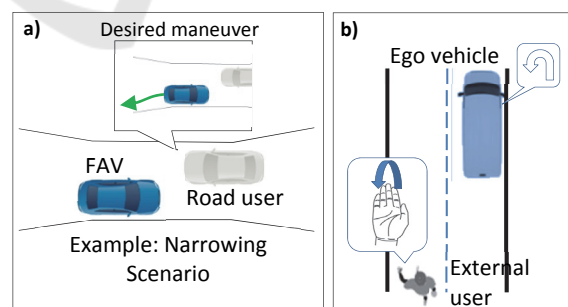 a)
Desired maneuver
FAV
Road user
Example: Narrowing
Scenario
b)
Ego vehicle
External
user